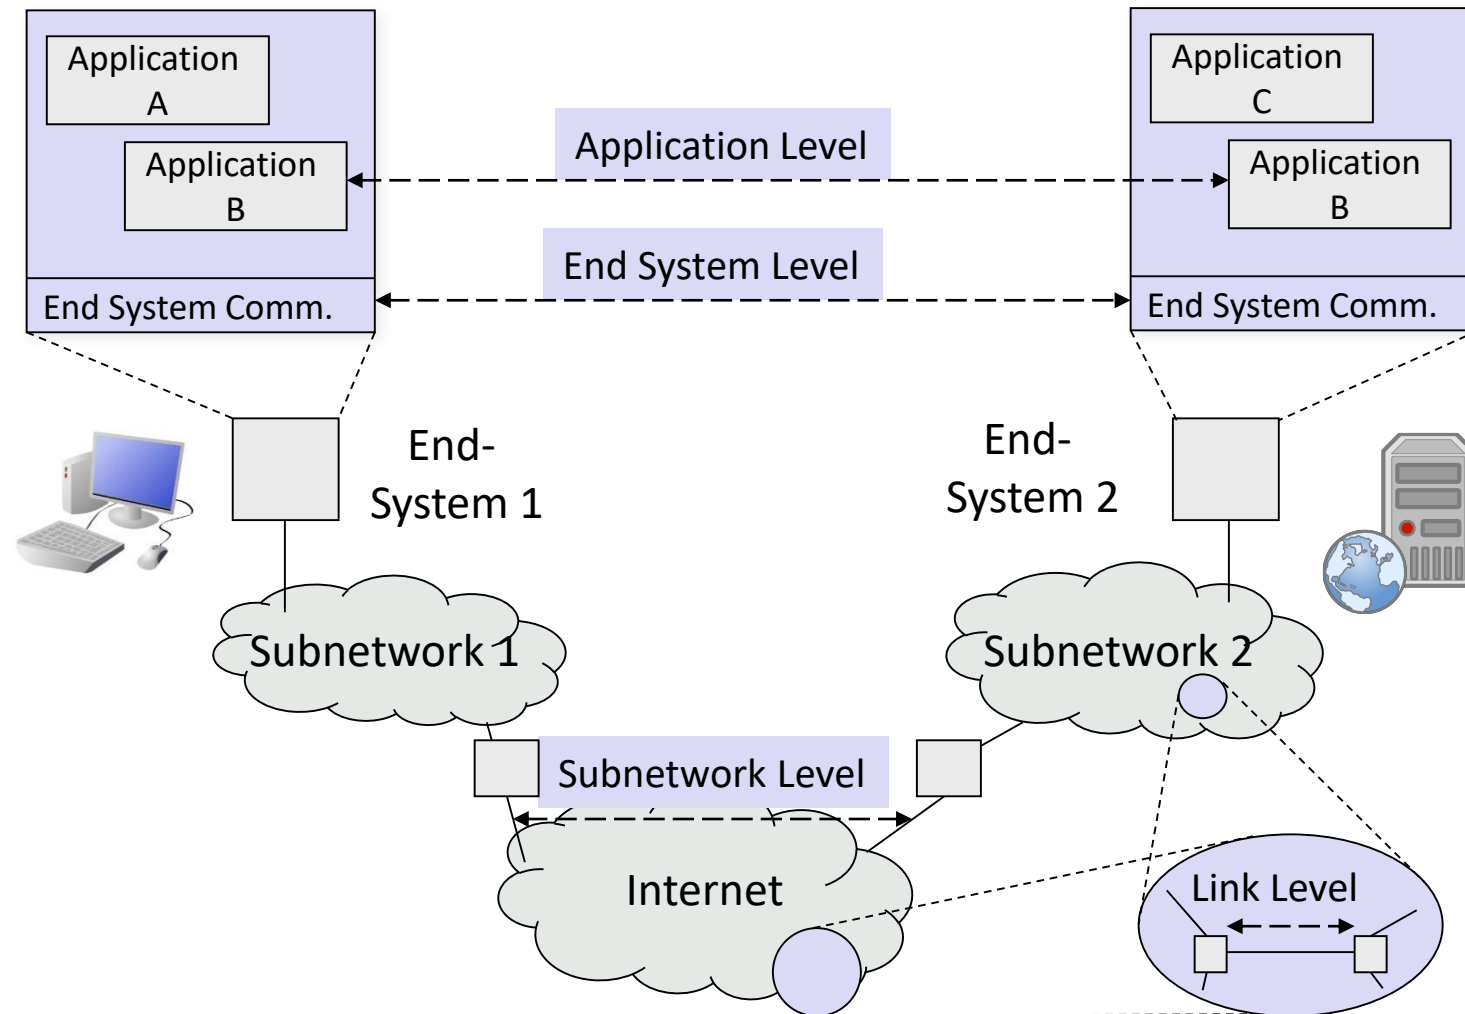 Application
A
Application
B
Application Level
Application
C
Application
B
End System Level
End System Comm.
End System Comm.
End-
System 1
End-
System 2
Subnetwork 1
Subnetwork 2
Subnetwork Level
Internet
Link Level